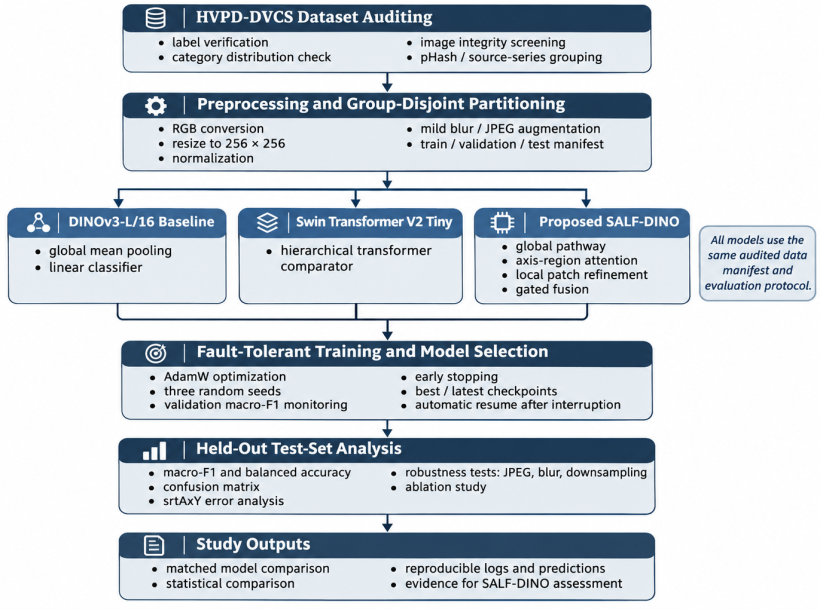 HVPD-DVCS Dataset Auditing
• label verification
• category distribution check
• image integrity screening
• pHash / source-series grouping
Preprocessing and Group-Disjoint Partitioning
• RGB conversion
• resize to 256 × 256
• normalization
• mild blur / JPEG augmentation
• train / validation / test manifest
DINOv3-L/16 Baseline
• global mean pooling
• linear classifier
Swin Transformer V2 Tiny
• hierarchical transformer
comparator
Proposed SALF-DINO
• global pathway
• axis-region attention
• local patch refinement
• gated fusion
All models use the
same audited data
manifest and
evaluation protocol.
Fault-Tolerant Training and Model Selection
• AdamW optimization
• three random seeds
• validation macro-F1 monitoring
• early stopping
• best / latest checkpoints
• automatic resume after interruption
Held-Out Test-Set Analysis
• macro-F1 and balanced accuracy
• confusion matrix
• srtAxY error analysis
• robustness tests: JPEG, blur, downsampling
• ablation study
Study Outputs
• matched model comparison
• statistical comparison
• reproducible logs and predictions
• evidence for SALF-DINO assessment